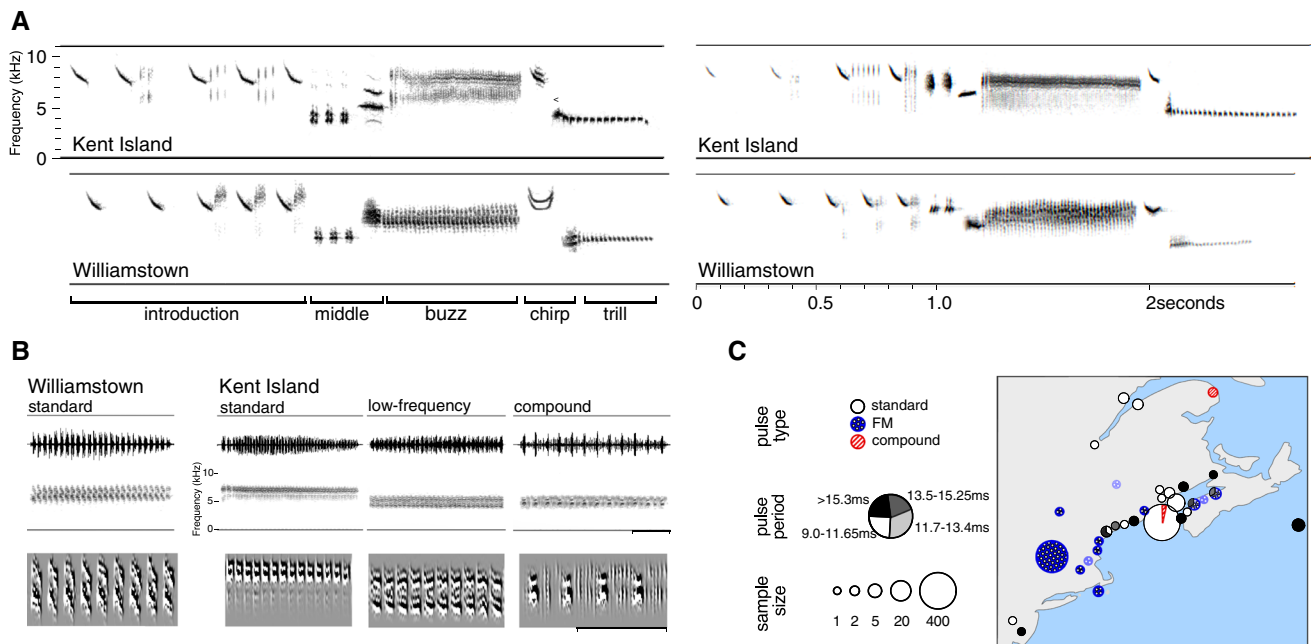 A
Frequency (kHz)
10
5
0
Kent Island
Kent Island
Williamstown
Williamstown
introduction
middle
buzz
chirp
trill
0
0.5
1.0
2seconds
B
Williamstown
standard
Kent Island
standard
low-frequency
compound
Frequency (kHz)
10
5
0
C
pulse type
standard
FM
compound
pulse period
>15.3ms
13.5-15.25ms
9.0-11.65ms
11.7-13.4ms
sample size
1 2 5 20 400